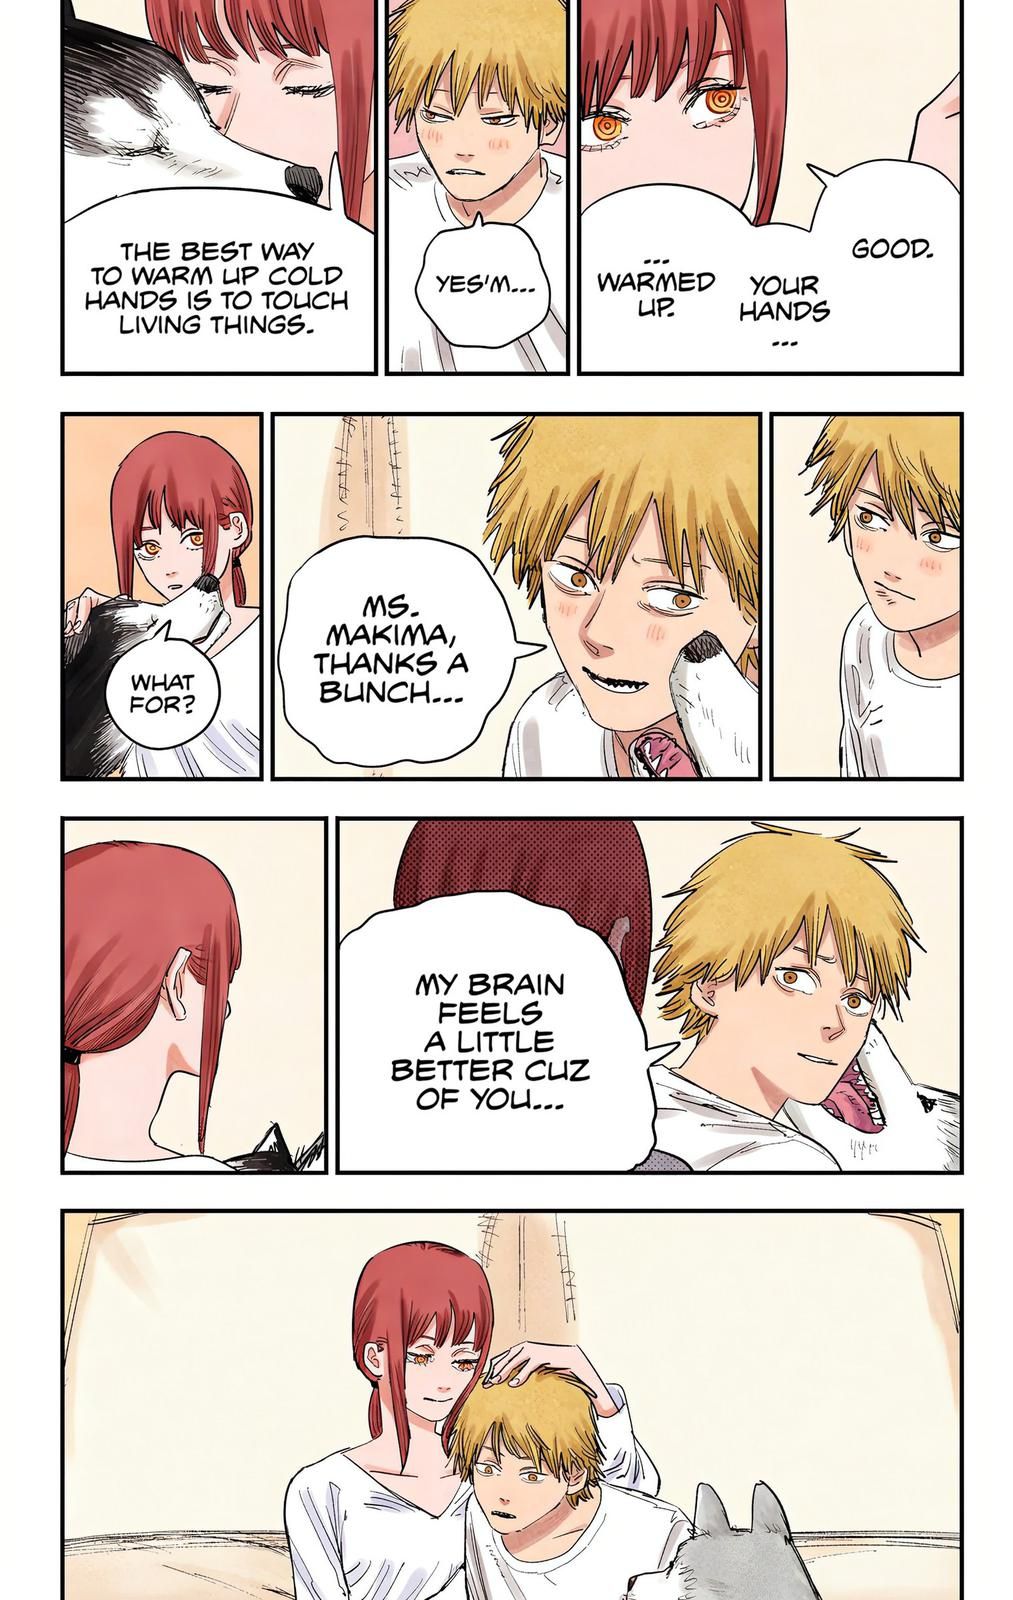 THE BEST WAY
TO WARM UP COLD
HANDS IS TO TOUCH
LIVING THINGS.
YES'M...
...
WARMED
UP.
YOUR
HANDS
...
GOOD.
WHAT
FOR?
MS.
MAKIMA,
THANKS A
BUNCH...
MY BRAIN
FEELS
A LITTLE
BETTER CUZ
OF YOU...